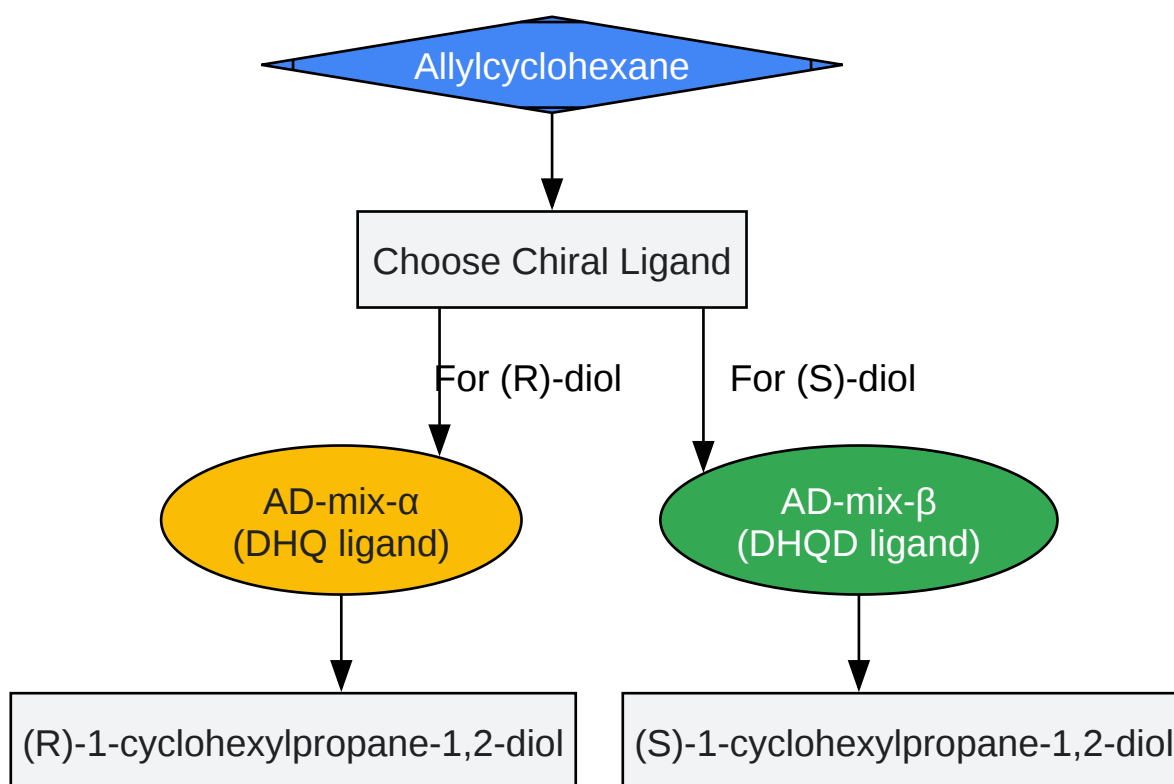 Allylcyclohexane
Choose Chiral Ligand
For (R)-diol
For (S)-diol
AD-mix-α
(DHQ ligand)
AD-mix-β
(DHQD ligand)
(R)-1-cyclohexylpropane-1,2-diol
(S)-1-cyclohexylpropane-1,2-diol